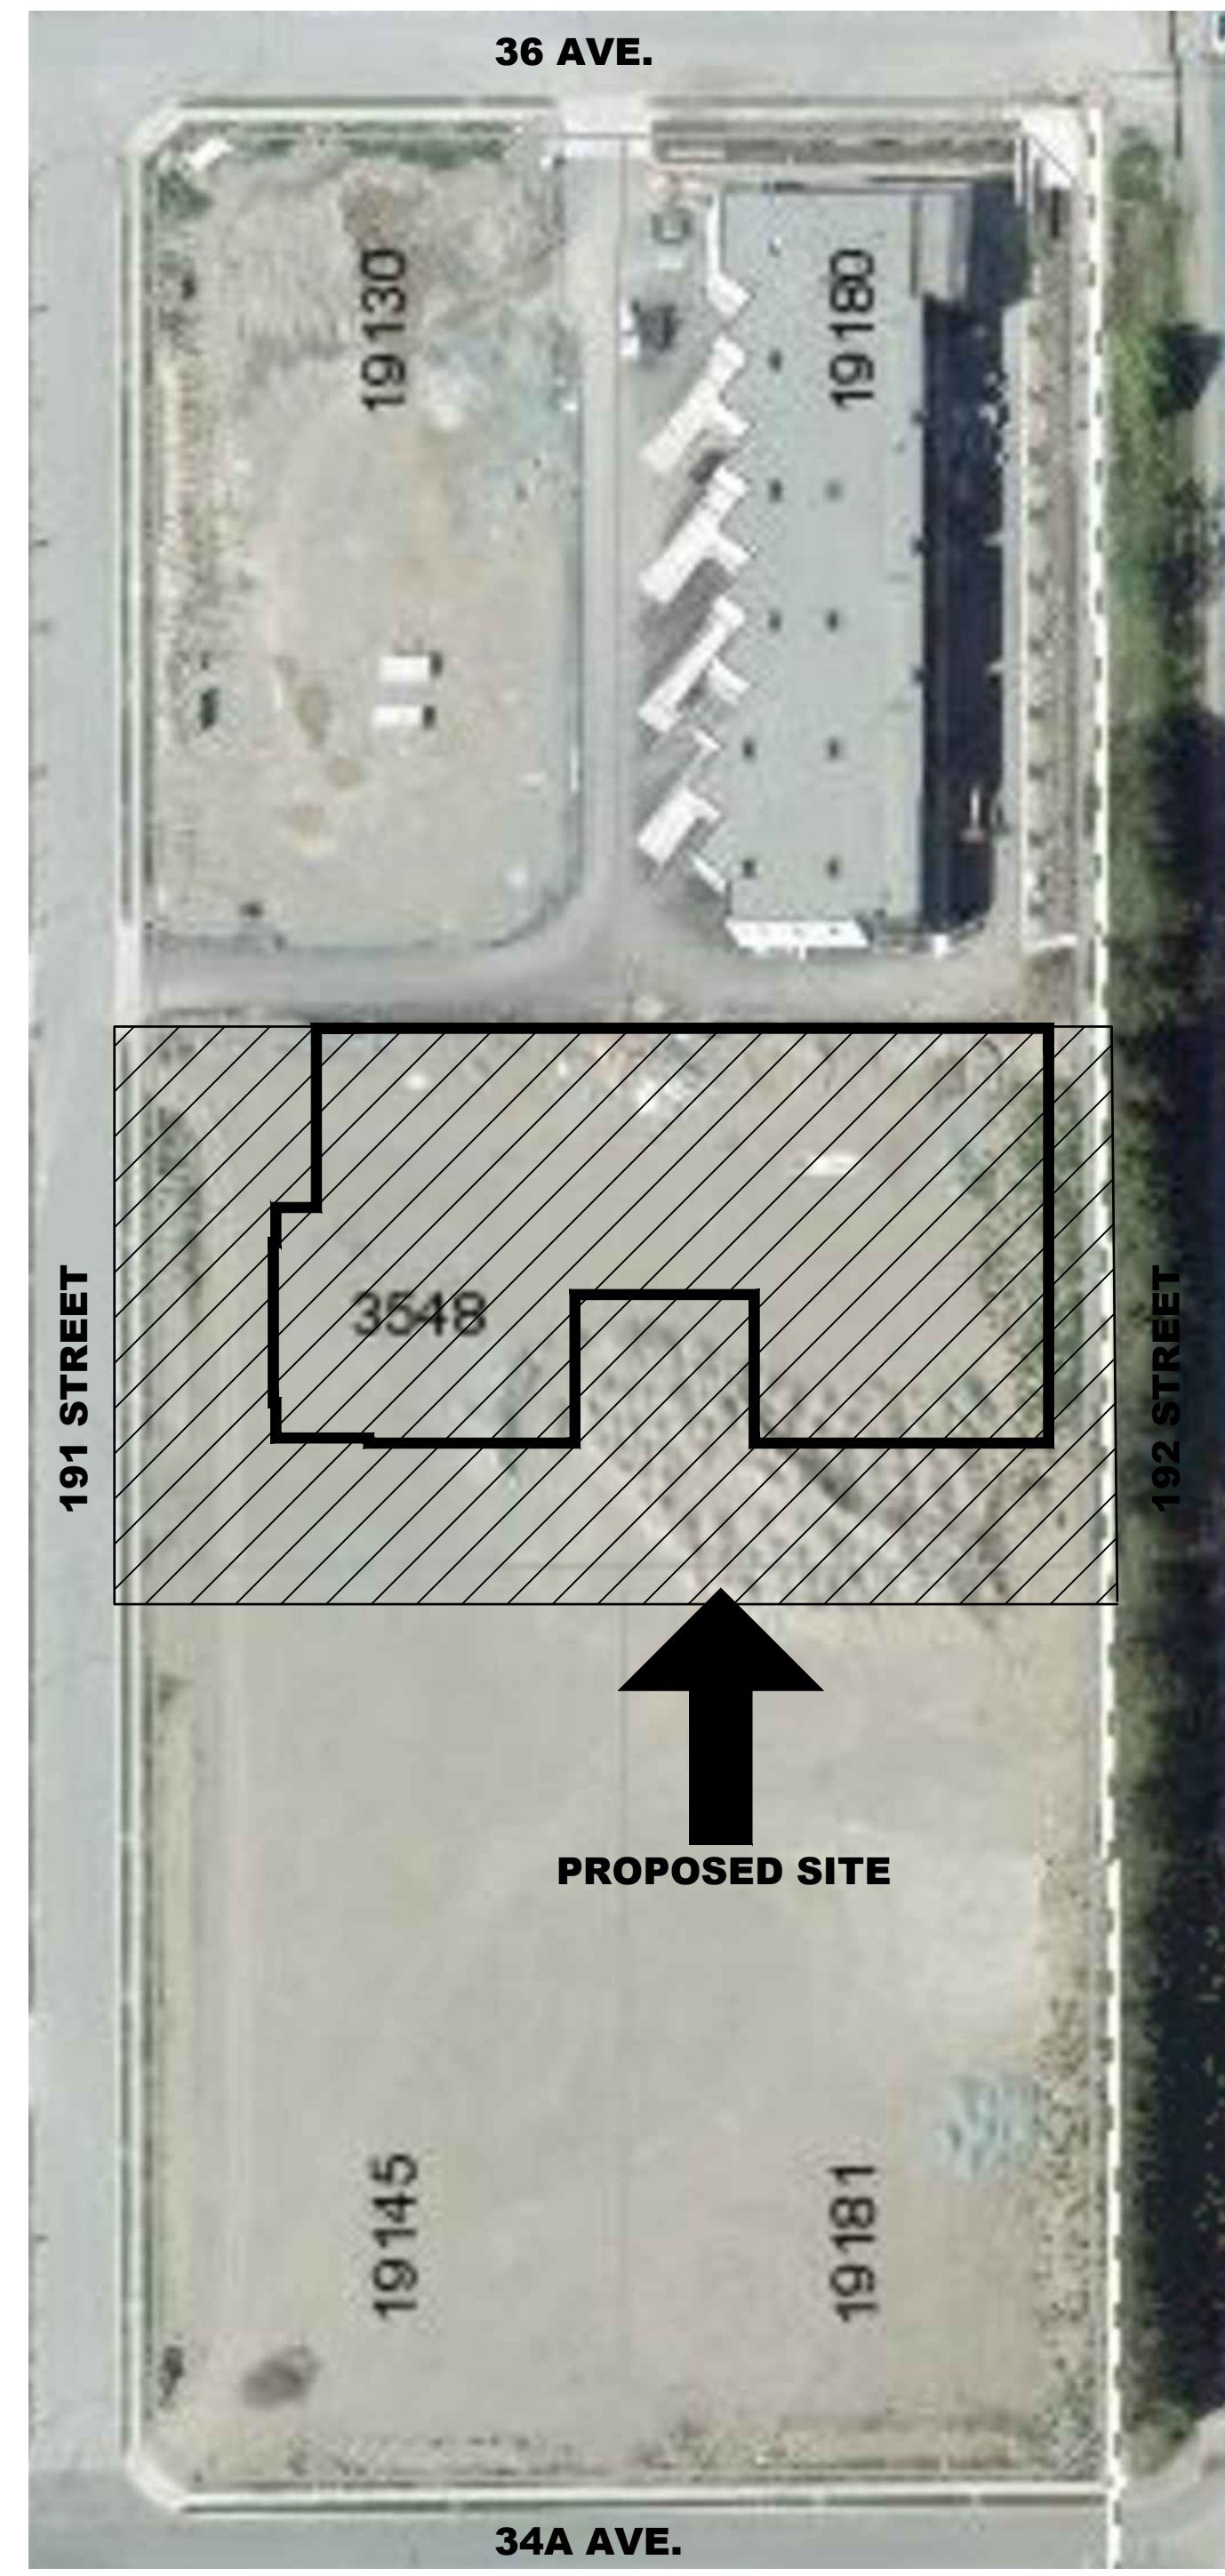 36 AVE.
19130
19180
3548
191 STREET
192 STREET
PROPOSED SITE
19145
19181
34A AVE.